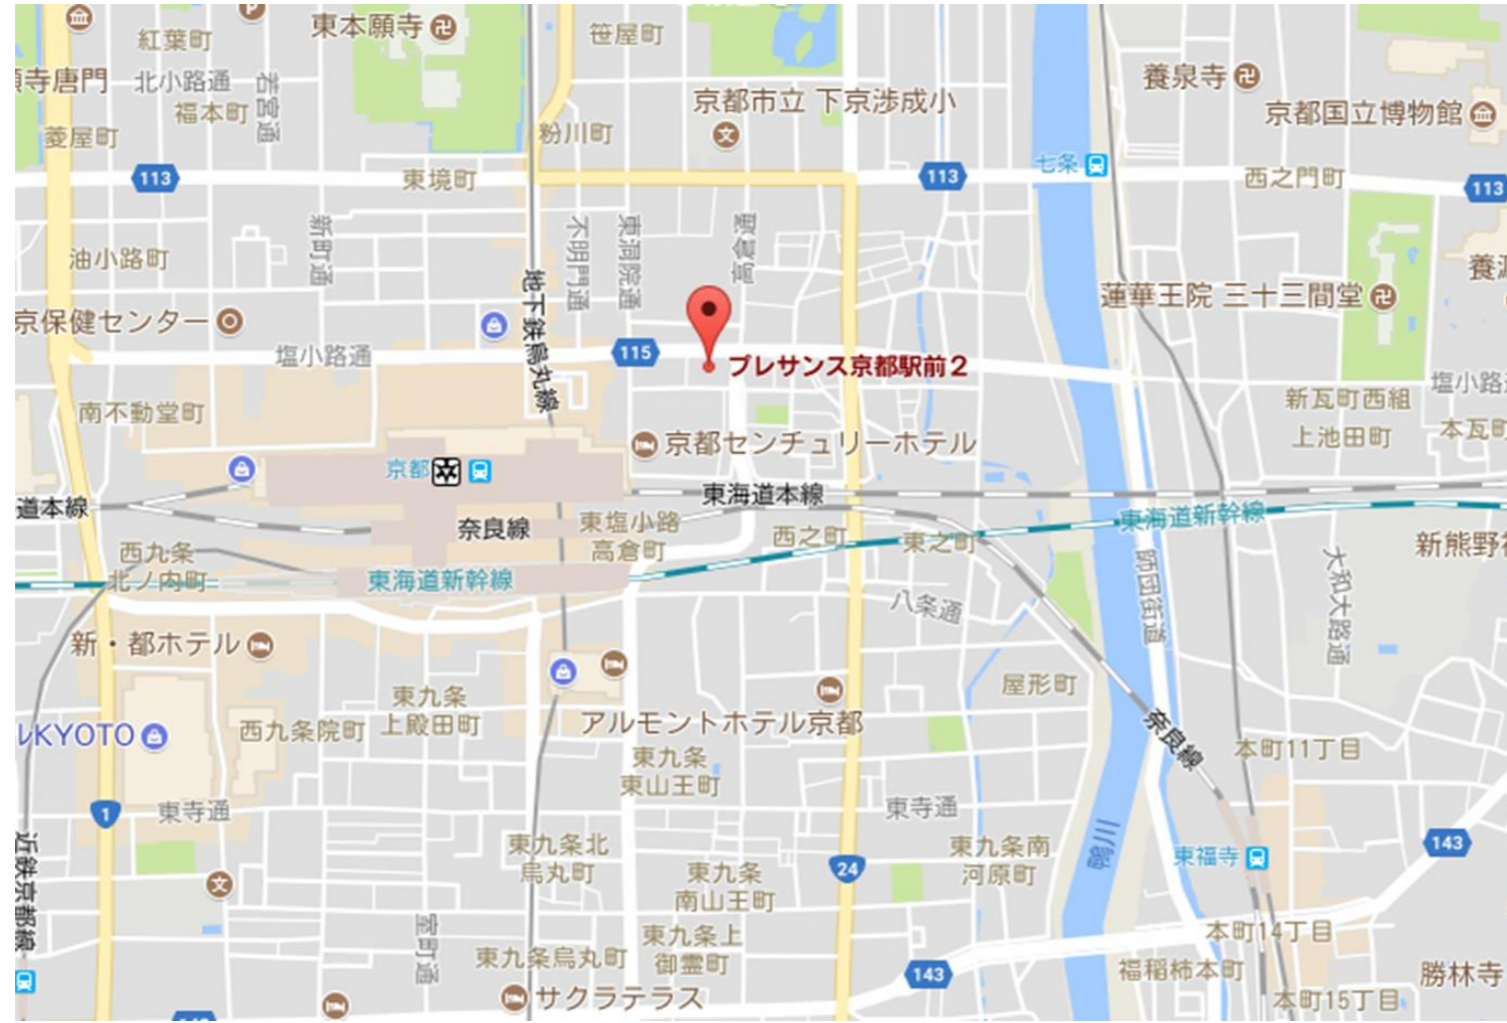 東本願寺
紅葉町
笹屋町
寺唐門
北小路通
若宮通
福本町
菱屋町
京都市立 下京渉成小
養泉寺
京都国立博物館
粉川町
七条
113
東境町
113
西之門町
113
新町通
不明門通
東洞院通
高倉通
油小路町
地下鉄烏丸線
養源
蓮華王院 三十三間堂
京保健センター
塩小路通
115
プレサンス京都駅前2
塩小路
南不動堂町
新瓦町西組
上池田町
本瓦町
京都センチュリーホテル
京都
東海道本線
道本線
奈良線
東塩小路
高倉町
西之町
東之町
東海道新幹線
新熊野
西九条
北ノ内町
東海道新幹線
師団街道
大和大路通
八条通
新・都ホテル
屋形町
東九条
上殿田町
西九条院町
アルモントホテル京都
KYOTO
奈良線
本町11丁目
東九条
東山王町
1
東寺通
東寺通
近鉄京都線
東九条北
烏丸町
東九条南
河原町
鴨川
東福寺
143
24
東九条
南山王町
室町通
東九条上
御霊町
東九条烏丸町
本町14丁目
143
福稲柿本町
勝林寺
サクラテラス
本町15丁目